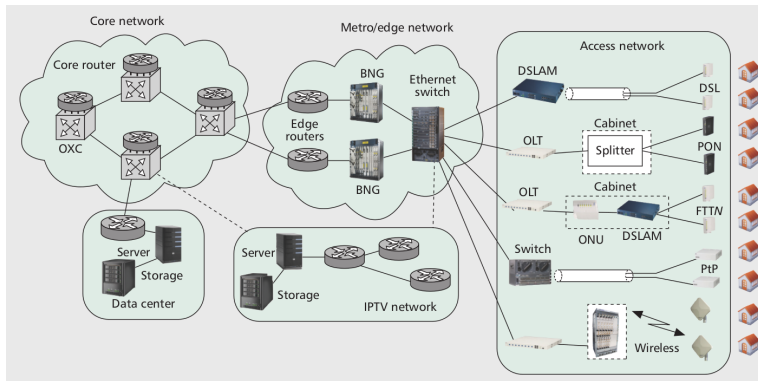 Core network
Metro/edge network
Access network
Core router
OXC
Edge
routers
BNG
BNG
Ethernet
switch
DSLAM
DSL
OLT
Cabinet
Splitter
PON
OLT
Cabinet
ONU
DSLAM
FTTN
Switch
PtP
Wireless
Server
Storage
Data center
Server
Storage
IPTV network